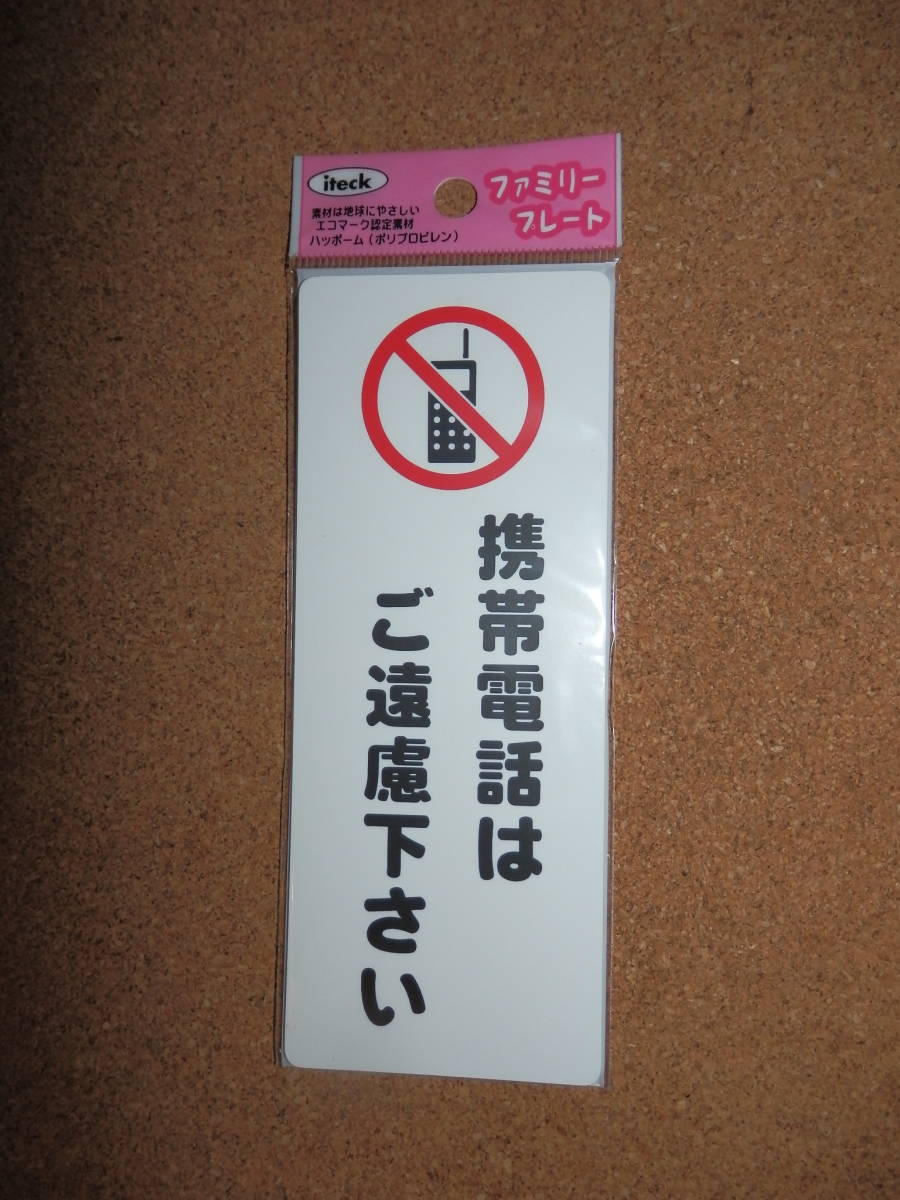 iteck
素材は地球にやさしい
エコマーク認定素材
ハッポーム(ポリプロピレン)
ファミリー
プレート
携帯電話は
ご遠慮下さい